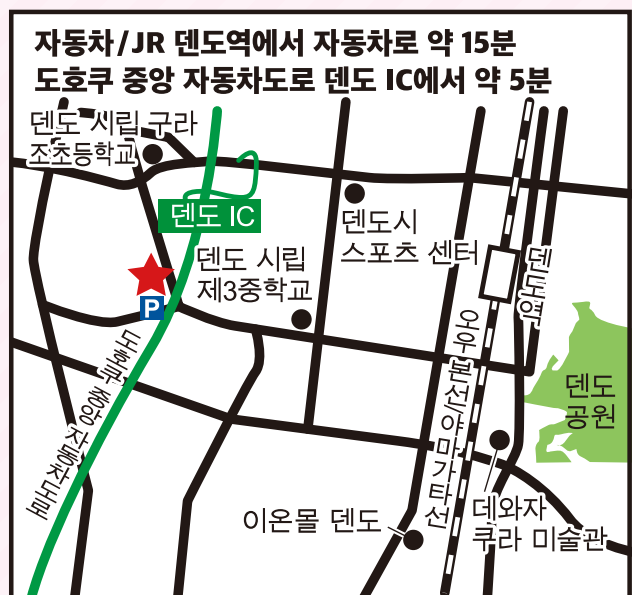 자동차/JR 덴도역에서 자동차로 약 15분
도호쿠 중앙 자동차도로 덴도 IC에서 약 5분
덴도 시립 구라
조초등학교
덴도 IC
덴도시
스포츠 센터
덴도 시립
제3중학교
P
덴도역
오우 본선/야마가타선
도호쿠 중앙 자동차도로
덴도
공원
데와자
쿠라 미술관
이온몰 덴도